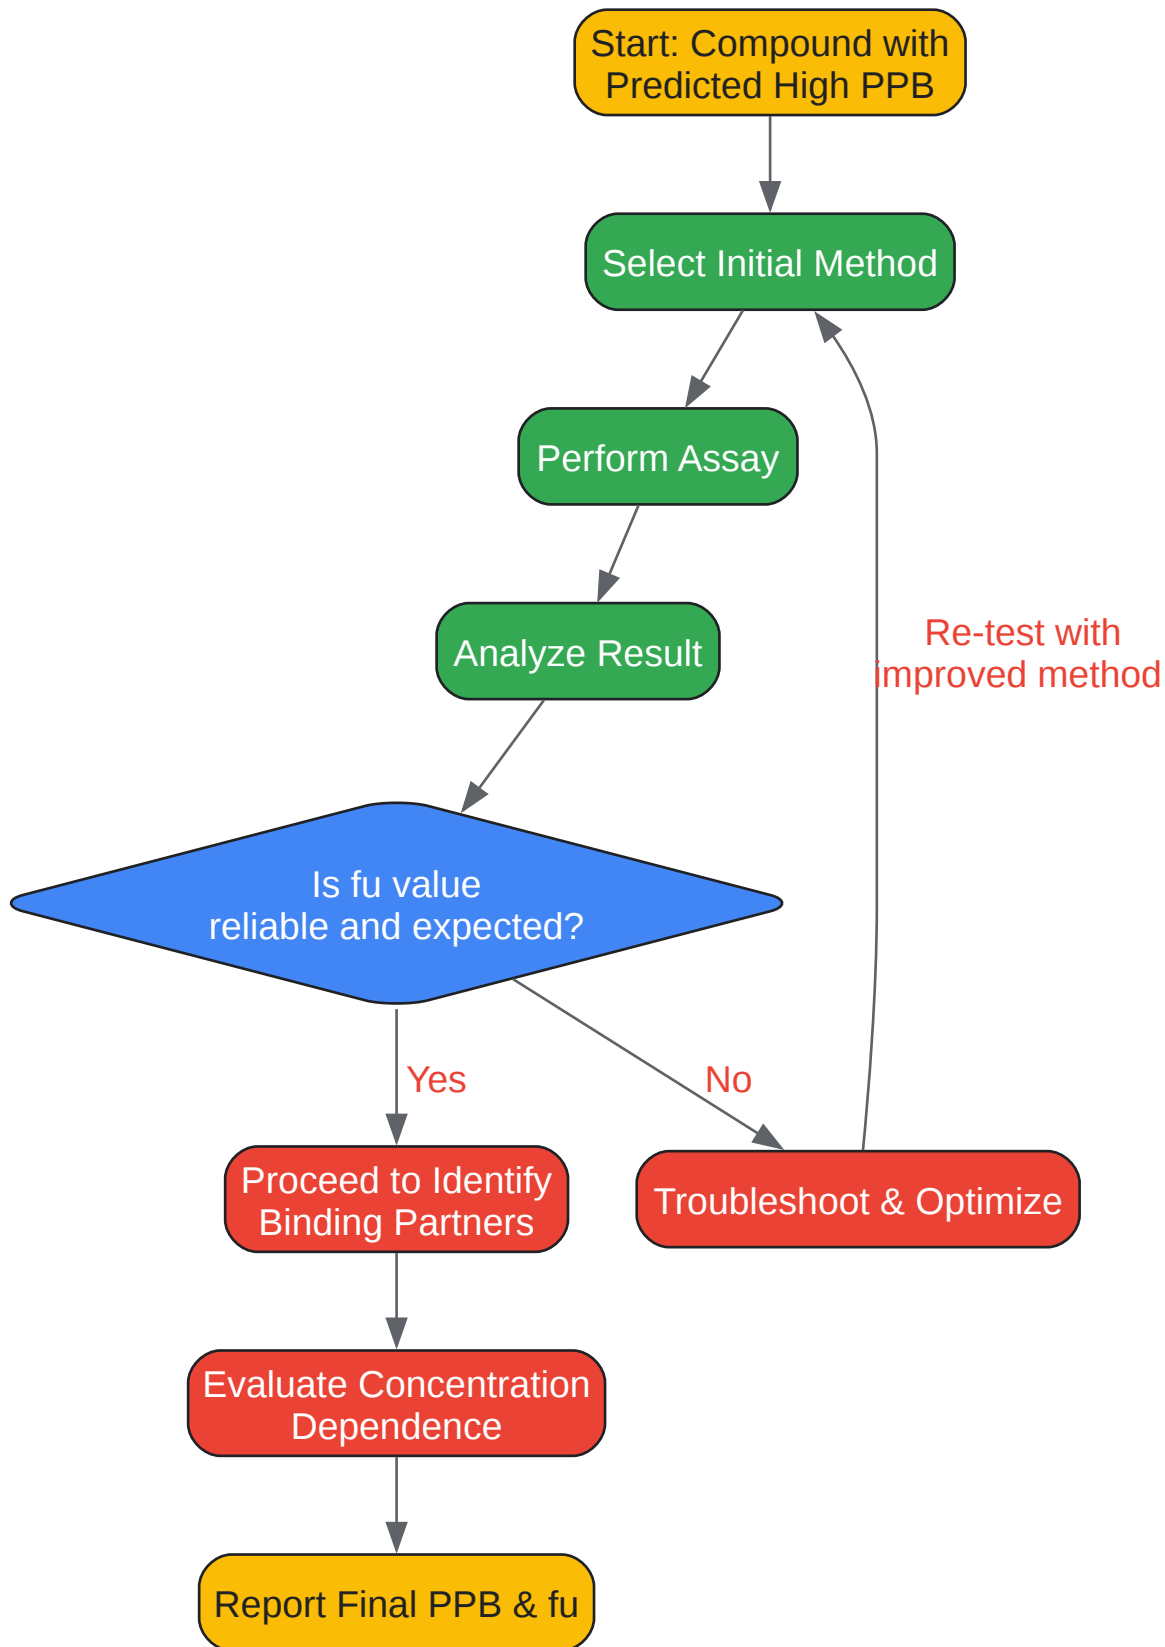 Start: Compound with
Predicted High PPB
Select Initial Method
Perform Assay
Analyze Result
Re-test with
improved method
Is fu value
reliable and expected?
Yes
No
Proceed to Identify
Binding Partners
Troubleshoot & Optimize
Evaluate Concentration
Dependence
Report Final PPB & fu